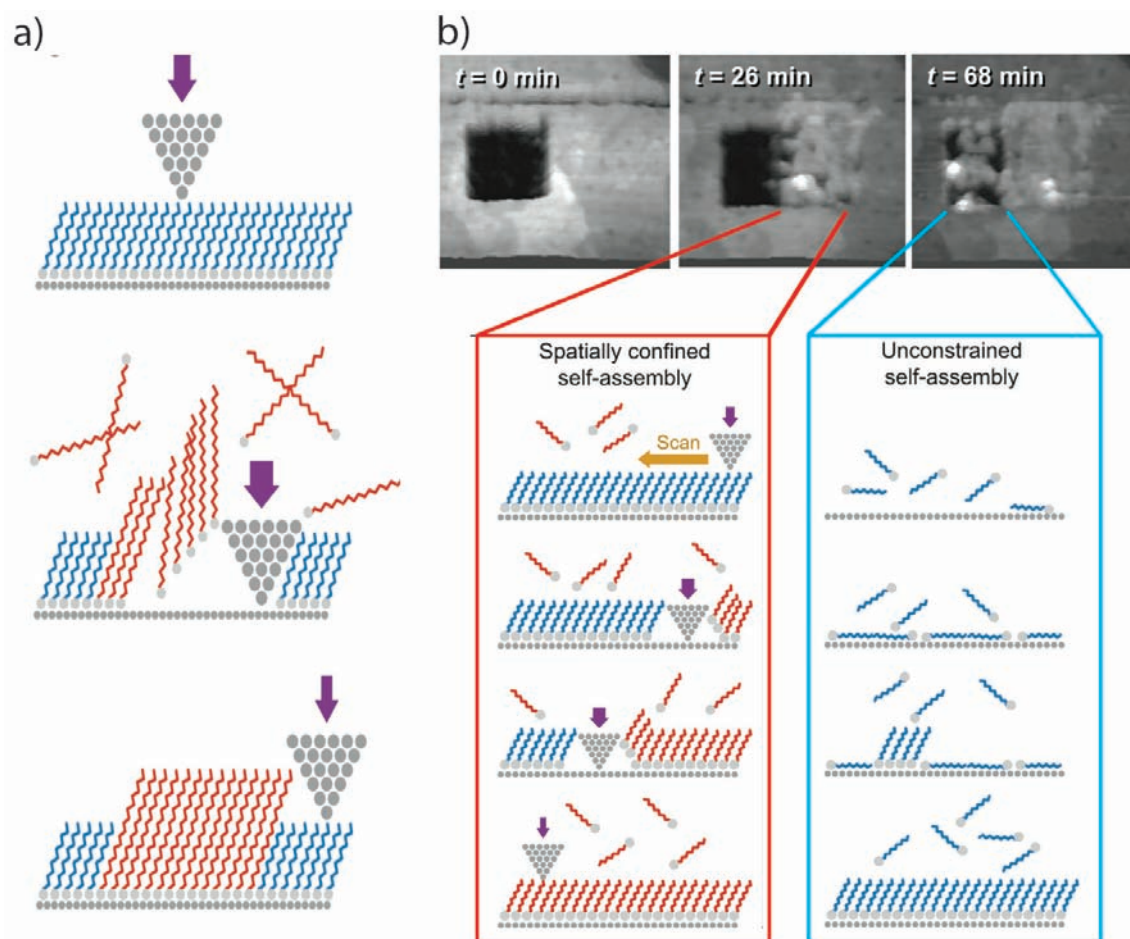 a)
b)
t = 0 min
t = 26 min
t = 68 min
Spatially confined
self-assembly
Scan
Unconstrained
self-assembly